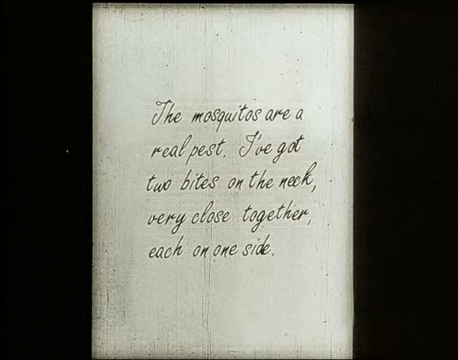 The mosquitos are a
real pest. I've got
two bites on the neck,
very close together,
each on one side.